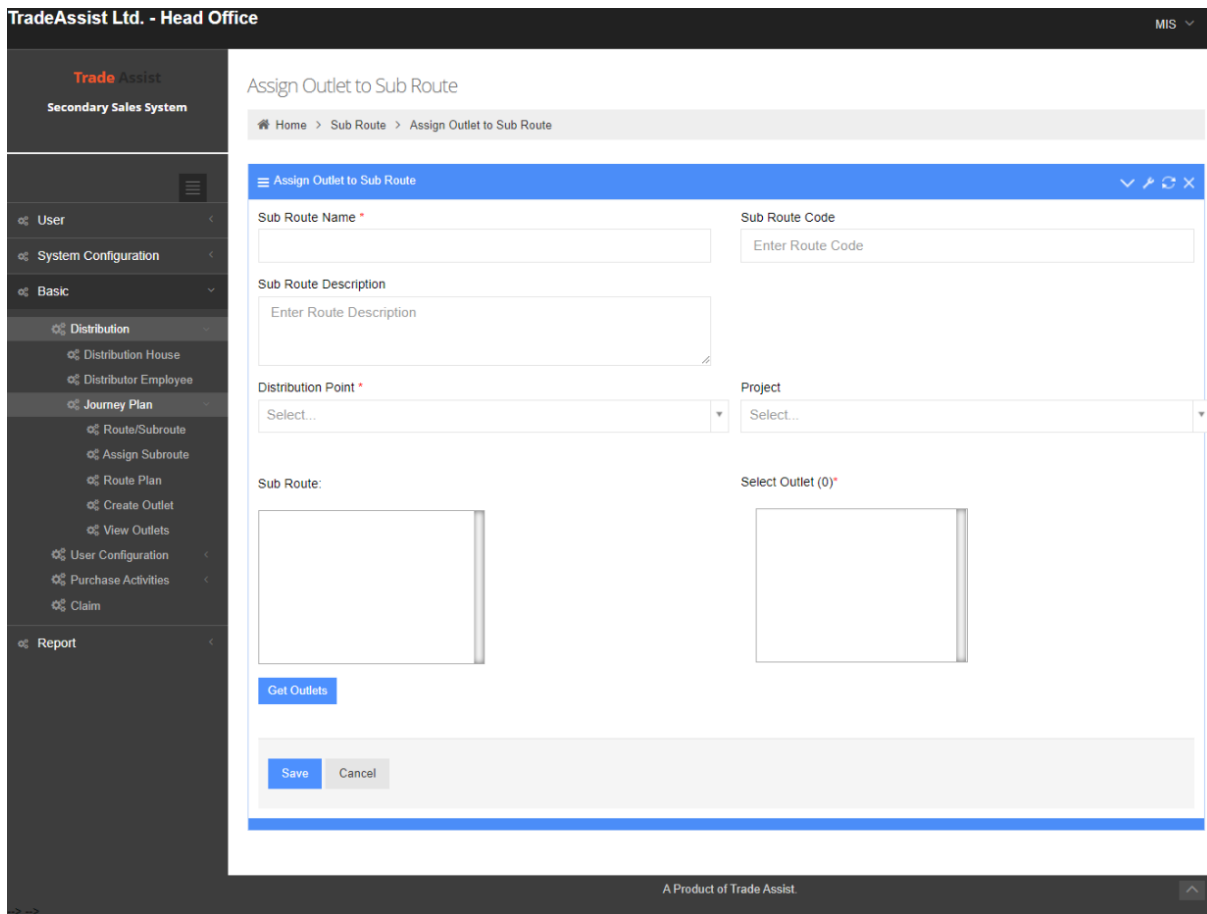 TradeAssist Ltd. - Head Office
MIS
Trade Assist
Secondary Sales System
User
System Configuration
Basic
Distribution
Distribution House
Distributor Employee
Journey Plan
Route/Subroute
Assign Subroute
Route Plan
Create Outlet
View Outlets
User Configuration
Purchase Activities
Claim
Report
Assign Outlet to Sub Route
Home > Sub Route > Assign Outlet to Sub Route
Assign Outlet to Sub Route
Sub Route Name *
Sub Route Code
Enter Route Code
Sub Route Description
Enter Route Description
Distribution Point *
Project
Select...
Select...
Sub Route:
Select Outlet (0)*
Get Outlets
Save
Cancel
A Product of Trade Assist.
--> -->